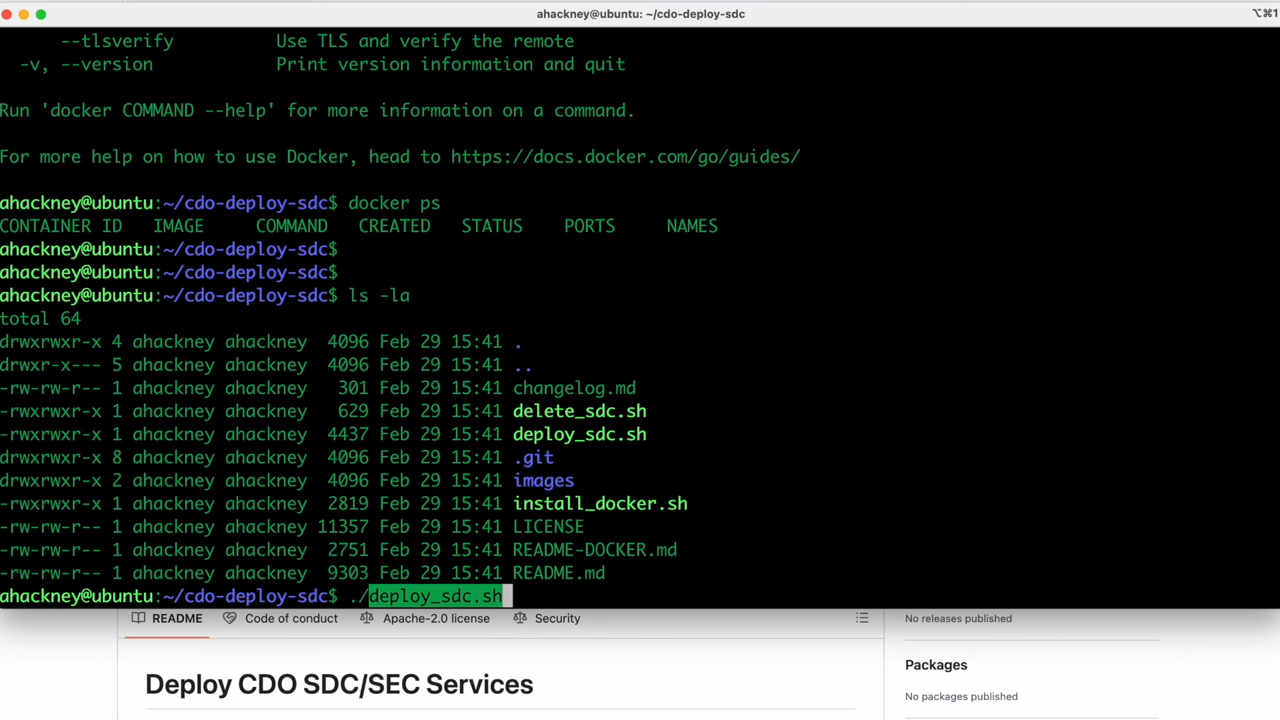 ahackney@ubuntu: ~/cdo-deploy-sdc
⌥⌘1
--tlsverify Use TLS and verify the remote
-v, --version Print version information and quit
Run 'docker COMMAND --help' for more information on a command.
For more help on how to use Docker, head to https://docs.docker.com/go/guides/
ahackney@ubuntu:~/cdo-deploy-sdc$ docker ps
CONTAINER ID IMAGE COMMAND CREATED STATUS PORTS NAMES
ahackney@ubuntu:~/cdo-deploy-sdc$
ahackney@ubuntu:~/cdo-deploy-sdc$
ahackney@ubuntu:~/cdo-deploy-sdc$ ls -la
total 64
drwxrwxr-x 4 ahackney ahackney 4096 Feb 29 15:41 .
drwxr-x--- 5 ahackney ahackney 4096 Feb 29 15:41 ..
-rw-rw-r-- 1 ahackney ahackney 301 Feb 29 15:41 changelog.md
-rwxrwxr-x 1 ahackney ahackney 629 Feb 29 15:41 delete_sdc.sh
-rwxrwxr-x 1 ahackney ahackney 4437 Feb 29 15:41 deploy_sdc.sh
drwxrwxr-x 8 ahackney ahackney 4096 Feb 29 15:41 .git
drwxrwxr-x 2 ahackney ahackney 4096 Feb 29 15:41 images
-rwxrwxr-x 1 ahackney ahackney 2819 Feb 29 15:41 install_docker.sh
-rw-rw-r-- 1 ahackney ahackney 11357 Feb 29 15:41 LICENSE
-rw-rw-r-- 1 ahackney ahackney 2751 Feb 29 15:41 README-DOCKER.md
-rw-rw-r-- 1 ahackney ahackney 9303 Feb 29 15:41 README.md
ahackney@ubuntu:~/cdo-deploy-sdc$ ./deploy_sdc.sh
README Code of conduct Apache-2.0 license Security
No releases published
Packages
Deploy CDO SDC/SEC Services
No packages published